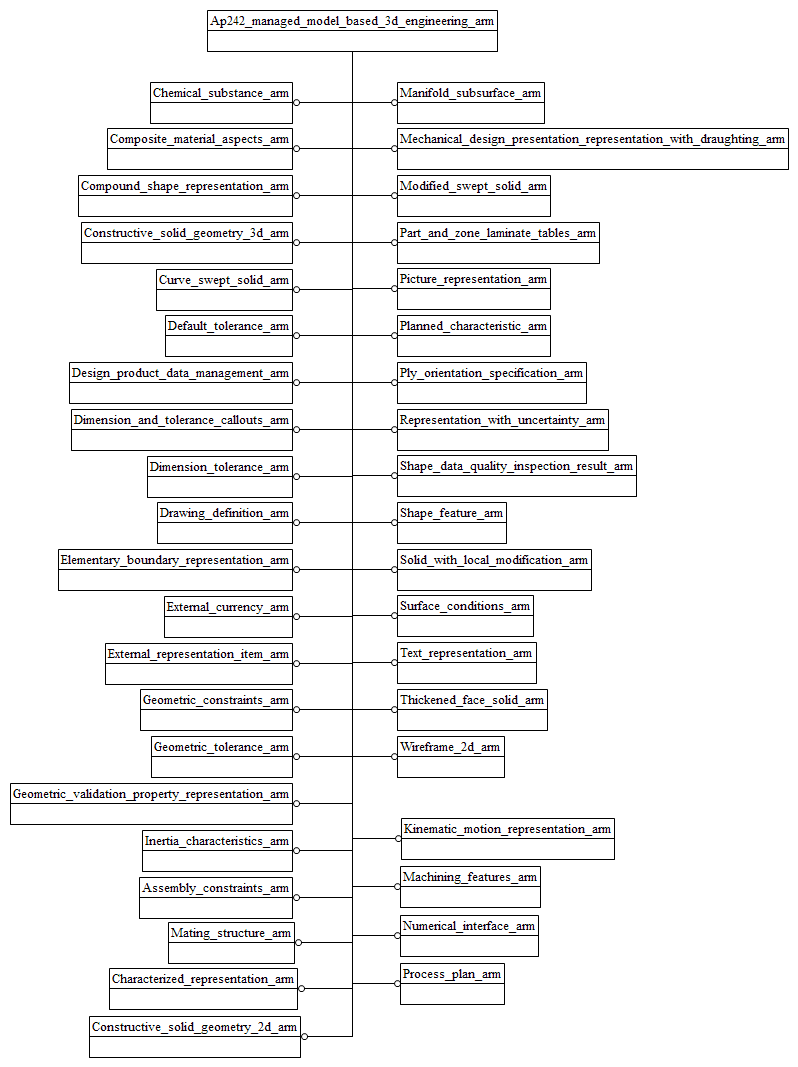 Ap242_managed_model_based_3d_engineering_arm
Chemical_substance_arm
Manifold_subsurface_arm
Composite_material_aspects_arm
Mechanical_design_presentation_representation_with_draughting_arm
Compound_shape_representation_arm
Modified_swept_solid_arm
Constructive_solid_geometry_3d_arm
Part_and_zone_laminate_tables_arm
Curve_swept_solid_arm
Picture_representation_arm
Default_tolerance_arm
Planned_characteristic_arm
Design_product_data_management_arm
Ply_orientation_specification_arm
Dimension_and_tolerance_callouts_arm
Representation_with_uncertainty_arm
Dimension_tolerance_arm
Shape_data_quality_inspection_result_arm
Drawing_definition_arm
Shape_feature_arm
Elementary_boundary_representation_arm
Solid_with_local_modification_arm
External_currency_arm
Surface_conditions_arm
External_representation_item_arm
Text_representation_arm
Geometric_constraints_arm
Thickened_face_solid_arm
Geometric_tolerance_arm
Wireframe_2d_arm
Geometric_validation_property_representation_arm
Kinematic_motion_representation_arm
Inertia_characteristics_arm
Machining_features_arm
Assembly_constraints_arm
Numerical_interface_arm
Mating_structure_arm
Process_plan_arm
Characterized_representation_arm
Constructive_solid_geometry_2d_arm